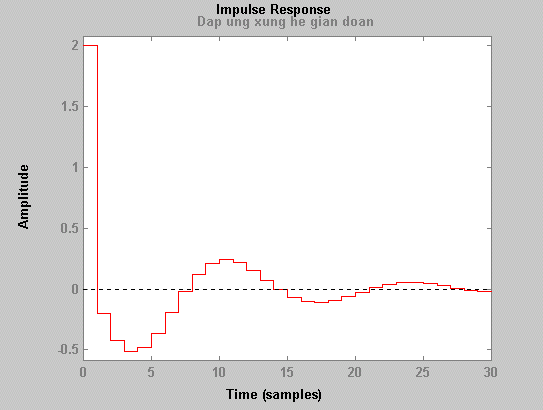 Impulse Response
Dap ung xung he gian doan
Amplitude
2
1.5
1
0.5
0
-0.5
0 5 10 15 20 25 30
Time (samples)